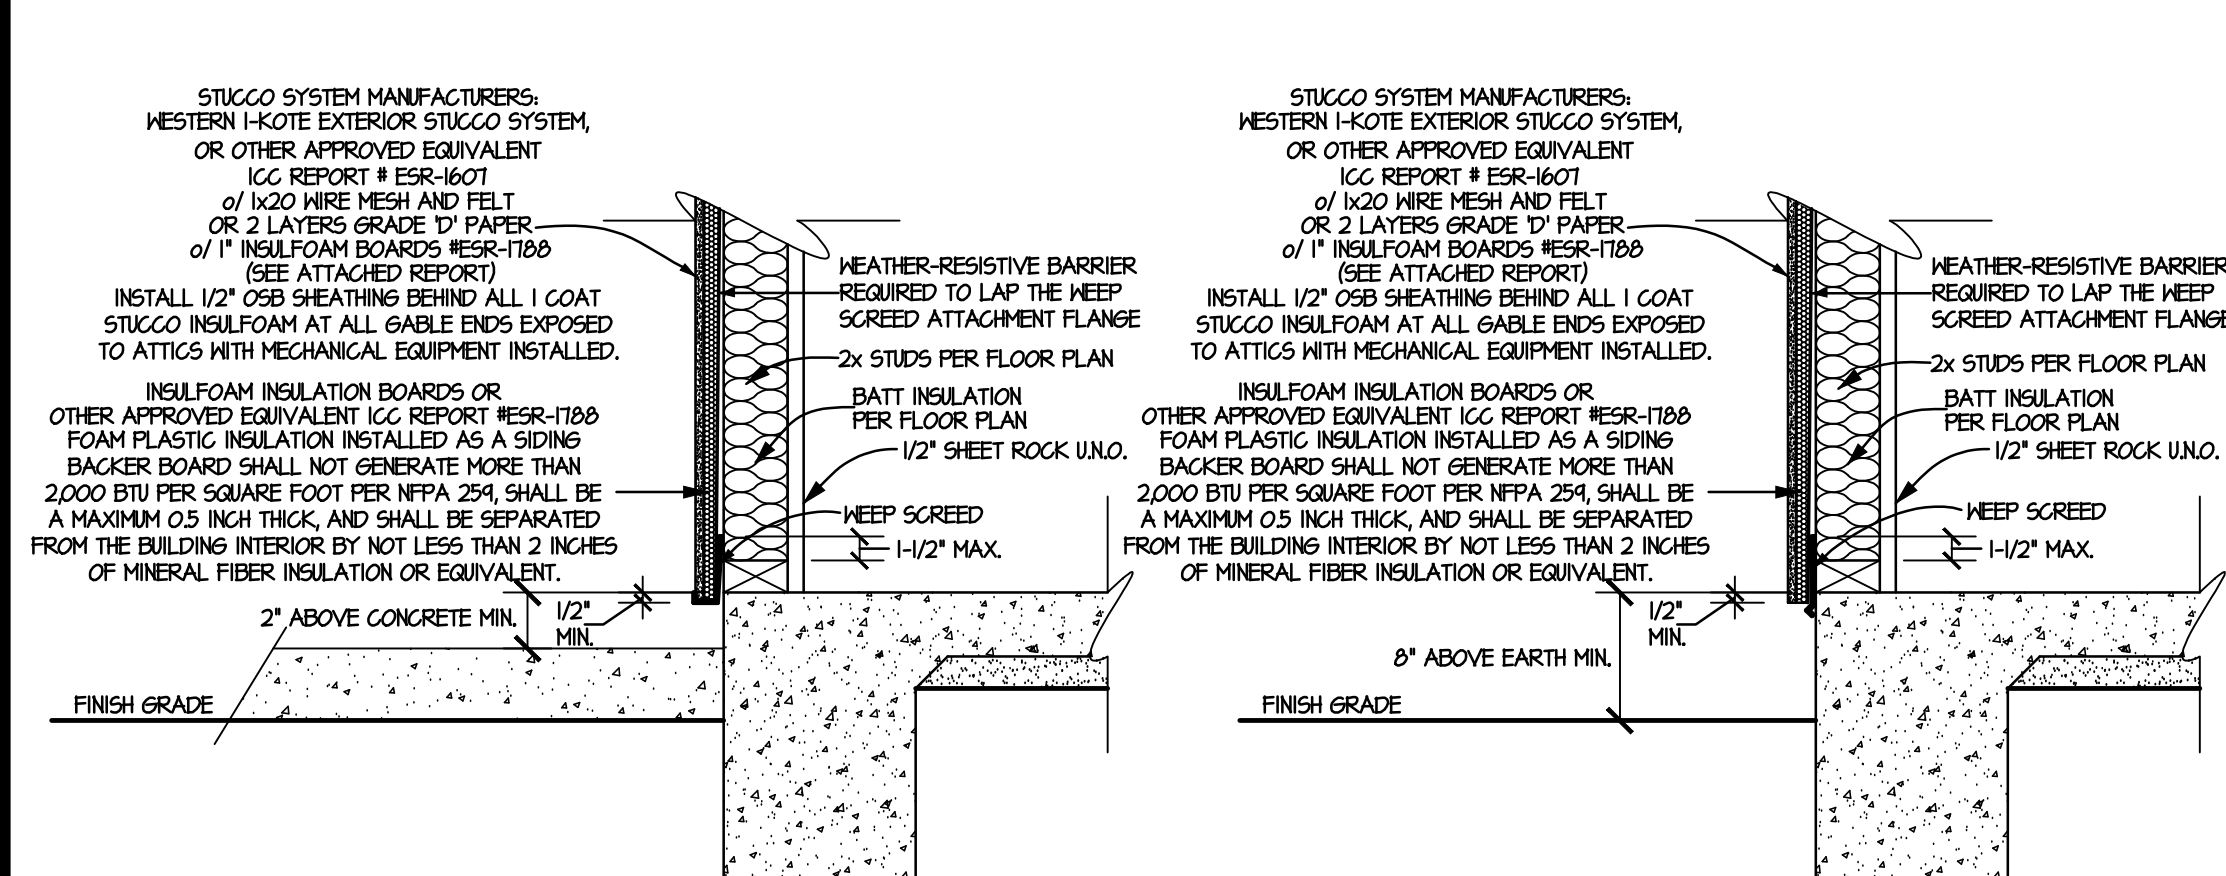 STUCCO SYSTEM MANUFACTURERS:
WESTERN 1-KOTE EXTERIOR STUCCO SYSTEM,
OR OTHER APPROVED EQUIVALENT
ICC REPORT # ESR-1607
o/ 1x20 WIRE MESH AND FELT
OR 2 LAYERS GRADE 'D' PAPER
o/ 1" INSULFOAM BOARDS #ESR-1788
(SEE ATTACHED REPORT)
INSTALL 1/2" OSB SHEATHING BEHIND ALL 1 COAT
STUCCO INSULFOAM AT ALL GABLE ENDS EXPOSED
TO ATTICS WITH MECHANICAL EQUIPMENT INSTALLED.
INSULFOAM INSULATION BOARDS OR
OTHER APPROVED EQUIVALENT ICC REPORT #ESR-1788
FOAM PLASTIC INSULATION INSTALLED AS A SIDING
BACKER BOARD SHALL NOT GENERATE MORE THAN
2,000 BTU PER SQUARE FOOT PER NFPA 259, SHALL BE
A MAXIMUM 0.5 INCH THICK, AND SHALL BE SEPARATED
FROM THE BUILDING INTERIOR BY NOT LESS THAN 2 INCHES
OF MINERAL FIBER INSULATION OR EQUIVALENT.
2" ABOVE CONCRETE MIN.
1/2"
MIN.
FINISH GRADE
WEATHER-RESISTIVE BARRIER
REQUIRED TO LAP THE WEEP
SCREED ATTACHMENT FLANGE
2x STUDS PER FLOOR PLAN
BATT INSULATION
PER FLOOR PLAN
1/2" SHEET ROCK U.N.O.
WEEP SCREED
1-1/2" MAX.
STUCCO SYSTEM MANUFACTURERS:
WESTERN 1-KOTE EXTERIOR STUCCO SYSTEM,
OR OTHER APPROVED EQUIVALENT
ICC REPORT # ESR-1607
o/ 1x20 WIRE MESH AND FELT
OR 2 LAYERS GRADE 'D' PAPER
o/ 1" INSULFOAM BOARDS #ESR-1788
(SEE ATTACHED REPORT)
INSTALL 1/2" OSB SHEATHING BEHIND ALL 1 COAT
STUCCO INSULFOAM AT ALL GABLE ENDS EXPOSED
TO ATTICS WITH MECHANICAL EQUIPMENT INSTALLED.
INSULFOAM INSULATION BOARDS OR
OTHER APPROVED EQUIVALENT ICC REPORT #ESR-1788
FOAM PLASTIC INSULATION INSTALLED AS A SIDING
BACKER BOARD SHALL NOT GENERATE MORE THAN
2,000 BTU PER SQUARE FOOT PER NFPA 259, SHALL BE
A MAXIMUM 0.5 INCH THICK, AND SHALL BE SEPARATED
FROM THE BUILDING INTERIOR BY NOT LESS THAN 2 INCHES
OF MINERAL FIBER INSULATION OR EQUIVALENT.
1/2"
MIN.
8" ABOVE EARTH MIN.
FINISH GRADE
WEATHER-RESISTIVE BARRIER
REQUIRED TO LAP THE WEEP
SCREED ATTACHMENT FLANGE
2x STUDS PER FLOOR PLAN
BATT INSULATION
PER FLOOR PLAN
1/2" SHEET ROCK U.N.O.
WEEP SCREED
1-1/2" MAX.